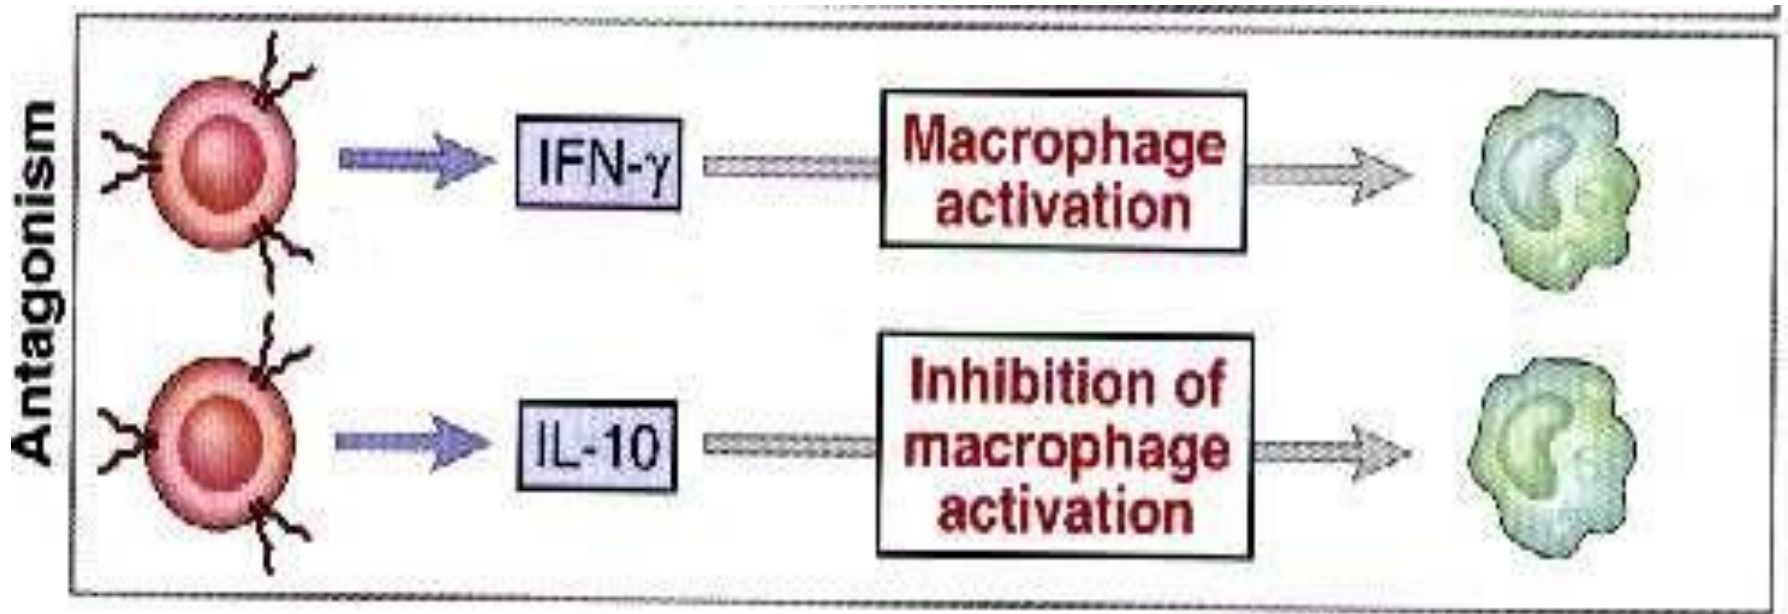 Antagonism
IFN-γ
Macrophage
activation
IL-10
Inhibition of
macrophage
activation